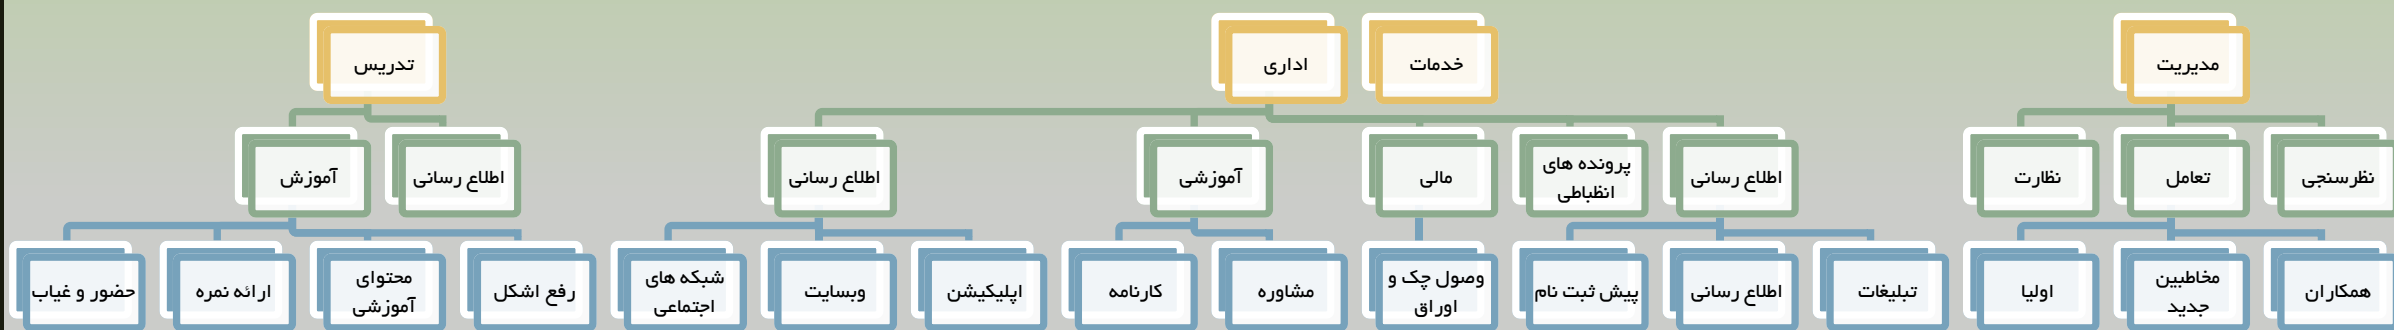 مدیریت
خدمات
اداری
تدریس
نظرسنجی
تعامل
نظارت
اطلاع رسانی
پرونده های
انظباطی
مالی
آموزشی
اطلاع رسانی
اطلاع رسانی
آموزش
همکاران
مخاطبین
جدید
اولیا
تبلیغات
اطلاع رسانی
پیش ثبت نام
وصول چک و
اوراق
مشاوره
کارنامه
اپلیکیشن
وبسایت
شبکه های
اجتماعی
رفع اشکل
محتوای
آموزشی
ارائه نمره
حضور و غیاب